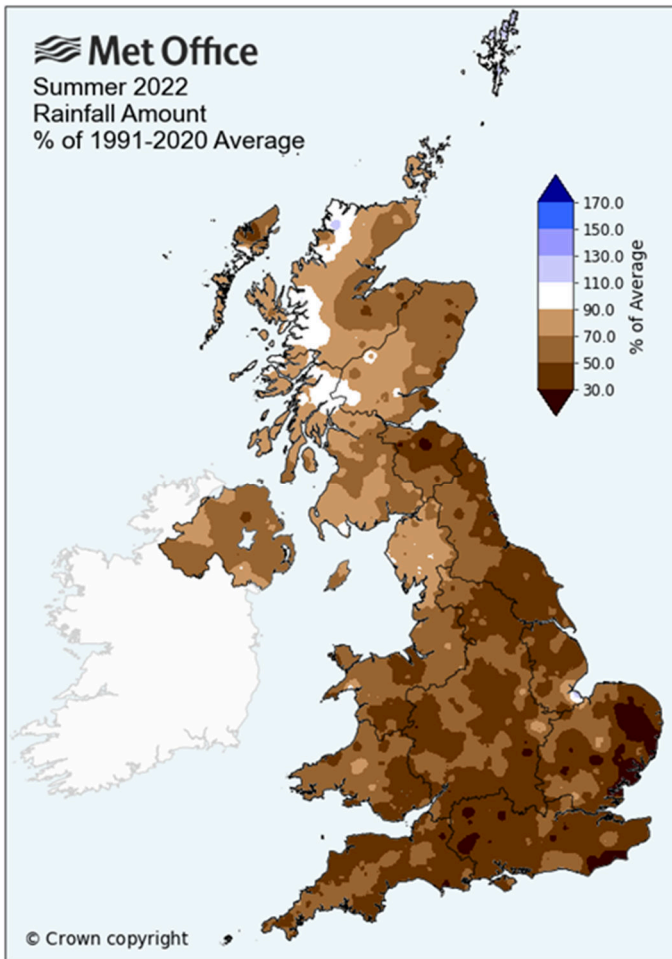 Met Office
Summer 2022
Rainfall Amount
% of 1991-2020 Average
170.0
150.0
130.0
110.0
90.0
70.0
50.0
30.0
% of Average
© Crown copyright